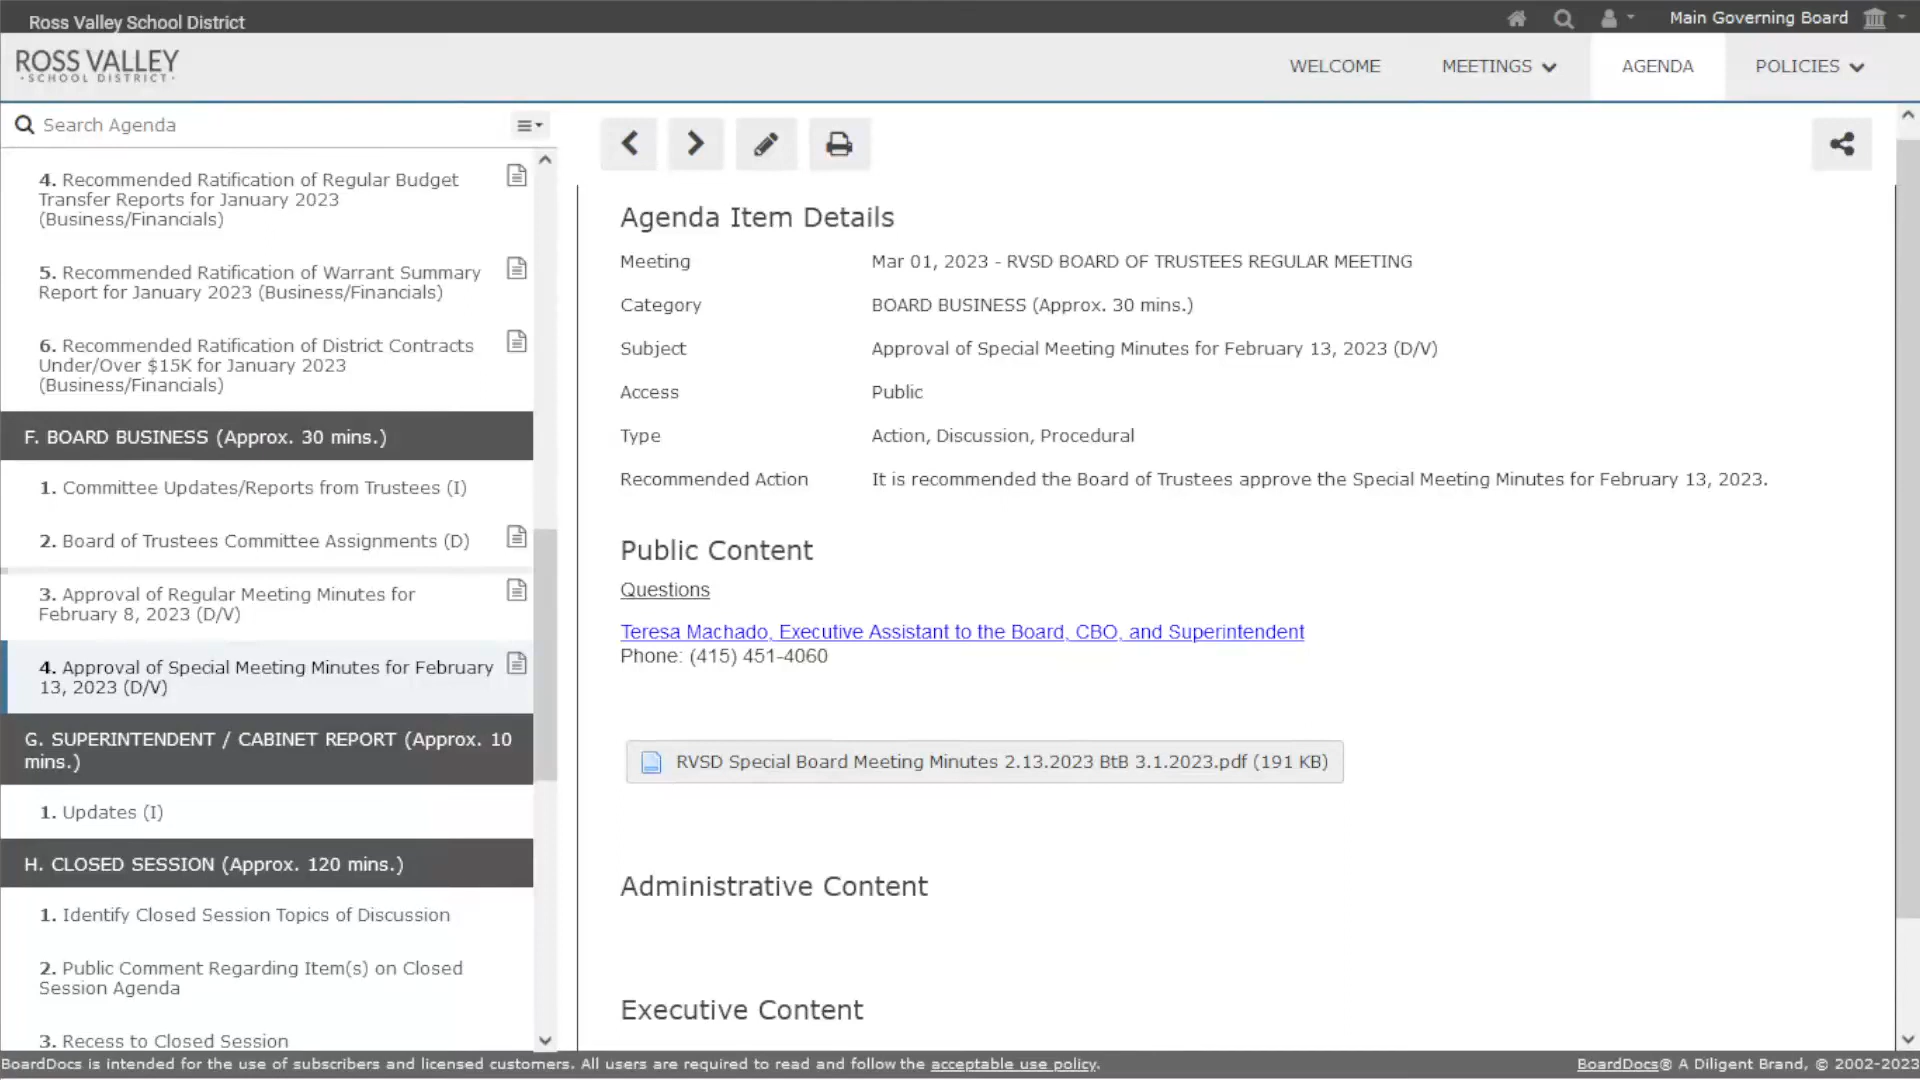 Ross Valley School District
Main Governing Board
ROSS VALLEY
·SCHOOL DISTRICT·
WELCOME
MEETINGS
AGENDA
POLICIES
Search Agenda
4. Recommended Ratification of Regular Budget
Transfer Reports for January 2023
(Business/Financials)
5. Recommended Ratification of Warrant Summary
Report for January 2023 (Business/Financials)
6. Recommended Ratification of District Contracts
Under/Over $15K for January 2023
(Business/Financials)
F. BOARD BUSINESS (Approx. 30 mins.)
1. Committee Updates/Reports from Trustees (I)
2. Board of Trustees Committee Assignments (D)
3. Approval of Regular Meeting Minutes for
February 8, 2023 (D/V)
4. Approval of Special Meeting Minutes for February
13, 2023 (D/V)
G. SUPERINTENDENT / CABINET REPORT (Approx. 10
mins.)
1. Updates (I)
H. CLOSED SESSION (Approx. 120 mins.)
1. Identify Closed Session Topics of Discussion
2. Public Comment Regarding Item(s) on Closed
Session Agenda
3. Recess to Closed Session
Agenda Item Details
Meeting Mar 01, 2023 - RVSD BOARD OF TRUSTEES REGULAR MEETING
Category BOARD BUSINESS (Approx. 30 mins.)
Subject Approval of Special Meeting Minutes for February 13, 2023 (D/V)
Access Public
Type Action, Discussion, Procedural
Recommended Action It is recommended the Board of Trustees approve the Special Meeting Minutes for February 13, 2023.
Public Content
Questions
Teresa Machado, Executive Assistant to the Board, CBO, and Superintendent
Phone: (415) 451-4060
RVSD Special Board Meeting Minutes 2.13.2023 BtB 3.1.2023.pdf (191 KB)
Administrative Content
Executive Content
BoardDocs is intended for the use of subscribers and licensed customers. All users are required to read and follow the acceptable use policy.
BoardDocs® A Diligent Brand, © 2002-2023